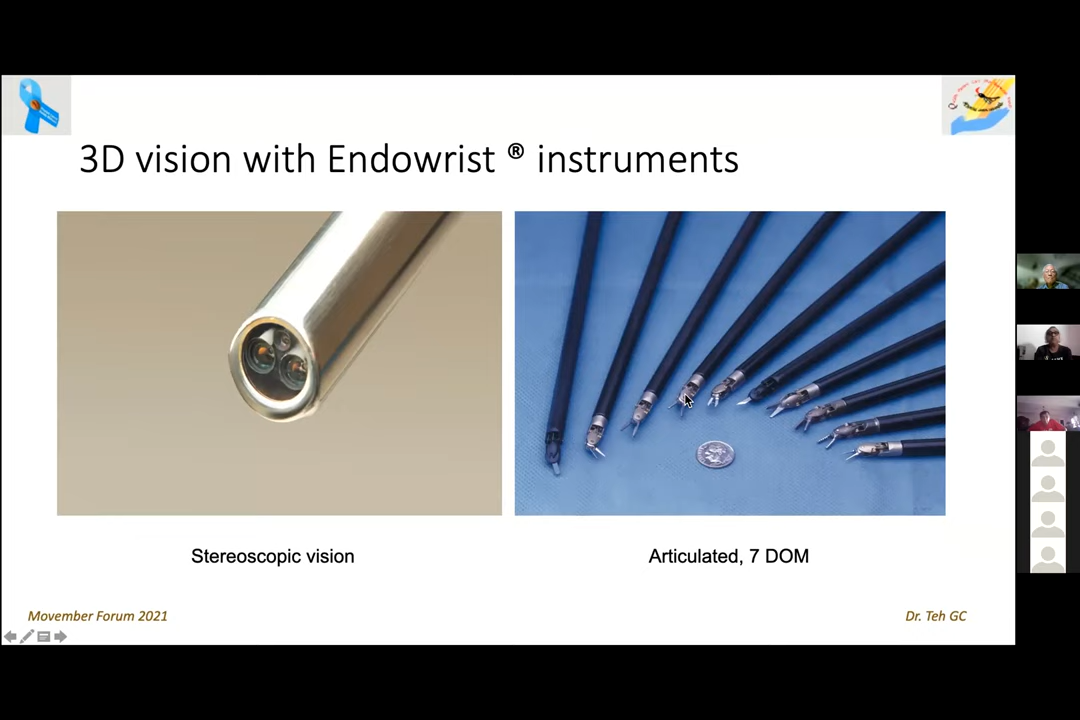 3D vision with Endowrist ® instruments
Stereoscopic vision
Articulated, 7 DOM
Movember Forum 2021
Dr. Teh GC